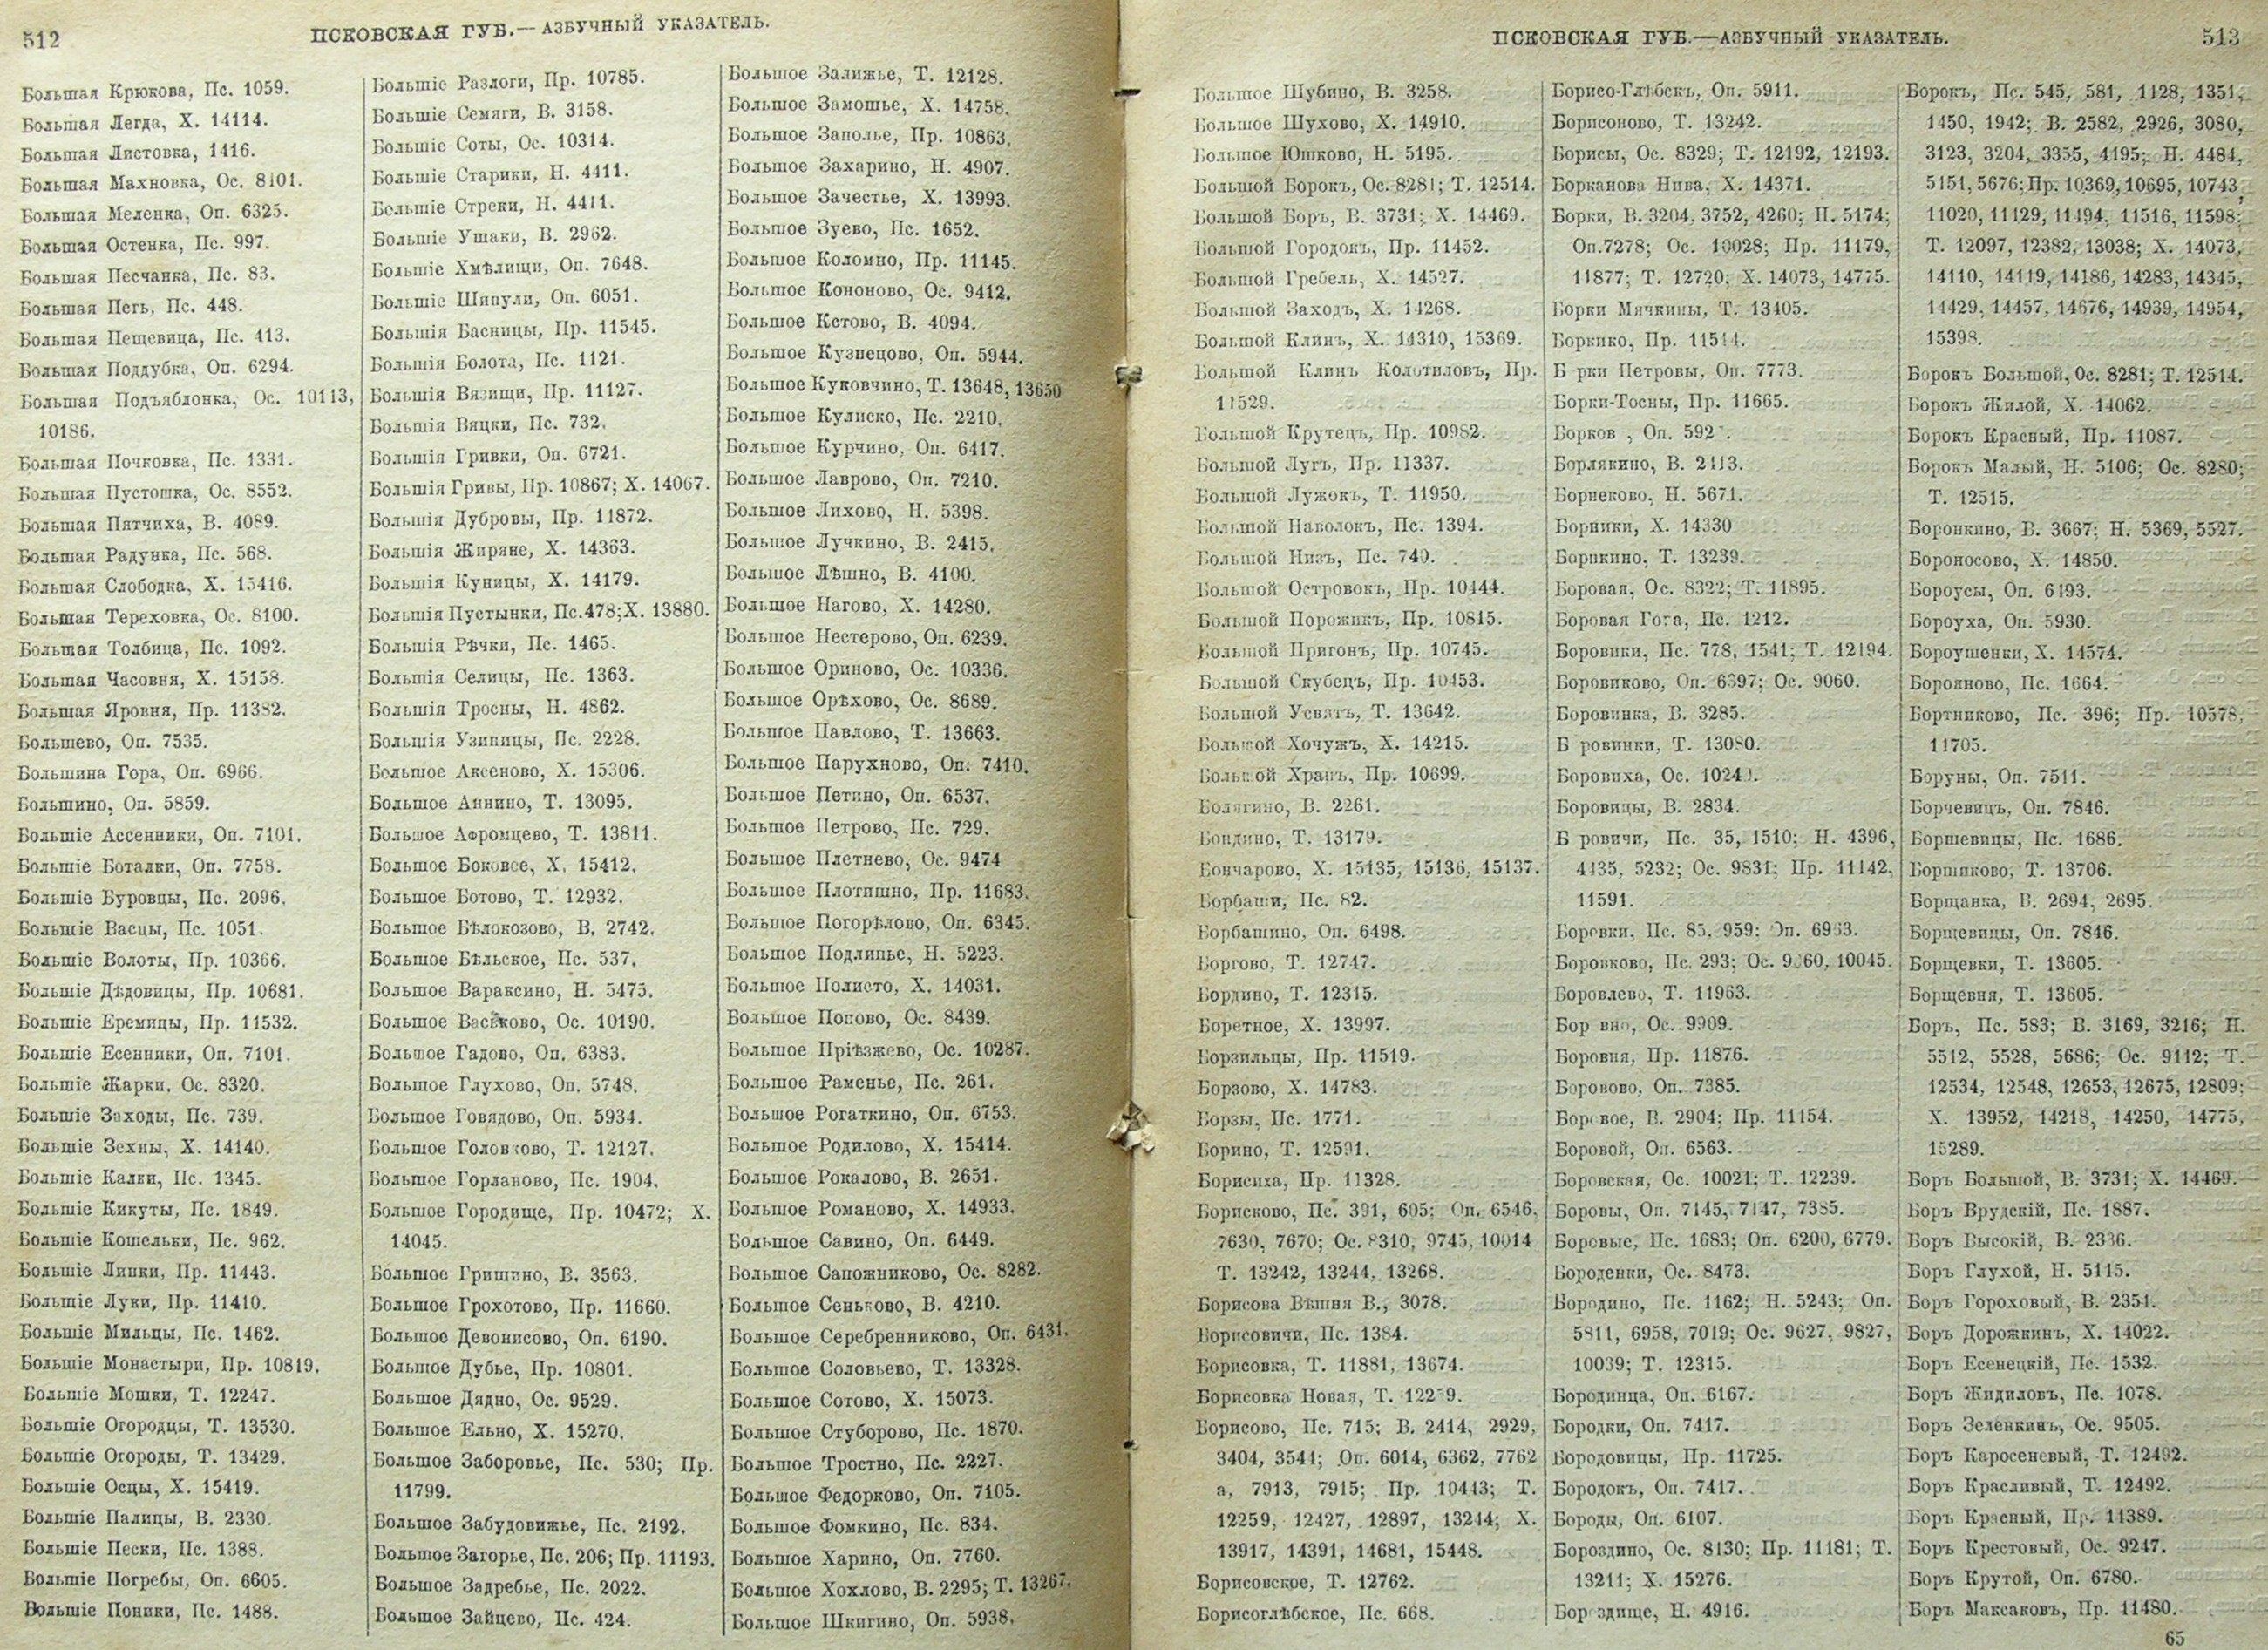 512
ПСКОВСКАЯ ГУБ.— АЗБУЧНЫЙ УКАЗАТЕЛЬ.
Большая Крюкова, Пс. 1059.
Большая Легда, Х. 14114.
Большая Листовка, 1416.
Большая Махновка, Ос. 8101.
Большая Меленка, Оп. 6325.
Большая Остенка, Пс. 997.
Большая Песчанка, Пс. 83.
Большая Петь, Пс. 448.
Большая Пещевица, Пс. 413.
Большая Поддубка, Оп. 6294.
Большая Подъяблонка, Ос. 10113,
10186.
Большая Почковка, Пс. 1331.
Большая Пустошка, Ос. 8552.
Большая Пятчиха, В. 4089.
Большая Радунка, Пс. 568.
Большая Слободка, Х. 15416.
Большая Тереховка, Ос. 8100.
Большая Толбица, Пс. 1092.
Большая Часовня, Х. 15158.
Большая Яровня, Пр. 11382.
Большево, Оп. 7535.
Большина Гора, Оп. 6966.
Большино, Оп. 5859.
Большіе Ассенники, Оп. 7101.
Большіе Боталки, Оп. 7758.
Большіе Буровцы, Пс. 2096.
Большіе Васцы, Пс. 1051.
Большіе Волоты, Пр. 10366.
Большіе Дѣдовицы, Пр. 10681.
Большіе Еремицы, Пр. 11532.
Большіе Есенники, Оп. 7101.
Большіе Жарки, Ос. 8320.
Большіе Заходы, Пс. 739.
Большіе Зехны, Х. 14140.
Большіе Калки, Пс. 1345.
Большіе Кикуты, Пс. 1849.
Большіе Кошельки, Пс. 962.
Большіе Липки, Пр. 11443.
Большіе Луки, Пр. 11410.
Большіе Мильцы, Пс. 1462.
Большіе Монастыри, Пр. 10819.
Большіе Мошки, Т. 12247.
Большіе Огородцы, Т. 13530.
Большіе Огороды, Т. 13429.
Большіе Осцы, Х. 15419.
Большіе Палицы, В. 2330.
Большіе Пески, Пс. 1388.
Большіе Погребы, Оп. 6605.
Большіе Поники, Пс. 1488.
Большіе Разлоги, Пр. 10785.
Большіе Семяги, В. 3158.
Большіе Соты, Ос. 10314.
Большіе Старики, Н. 4411.
Большіе Стреки, Н. 4411.
Большіе Ушаки, В. 2962.
Большіе Хмѣлищи, Оп. 7648.
Большіе Шипули, Оп. 6051.
Большія Басницы, Пр. 11545.
Большія Болота, Пс. 1121.
Большія Вязищи, Пр. 11127.
Большія Вяцки, Пс. 732.
Большія Гривки, Оп. 6721.
Большія Гривы, Пр. 10867; Х. 14067.
Большія Дубровы, Пр. 11872.
Большія Жиряне, Х. 14363.
Большія Куницы, Х. 14179.
Большія Пустынки, Пс.478;Х. 13880.
Большія Рѣчки, Пс. 1465.
Большія Селицы, Пс. 1363.
Большія Тросны, Н. 4862.
Большія Узиницы, Пс. 2228.
Большое Аксеново, Х. 15306.
Большое Аннино, Т. 13095.
Большое Афромцево, Т. 13811.
Большое Боковсе, Х. 15412.
Большое Ботово, Т. 12932.
Большое Бѣлокозово, В. 2742.
Большое Бѣльское, Пс. 537.
Большое Вараксино, Н. 5475.
Большое Васьково, Ос. 10190.
Большое Гадово, Оп. 6383.
Большое Глухово, Оп. 5748.
Большое Говядово, Оп. 5934.
Большое Головково, Т. 12127.
Большое Горланово, Пс. 1904.
Большое Городище, Пр. 10472; Х.
14045.
Большое Гришино, В. 3563.
Большое Грохотово, Пр. 11660.
Большое Девонисово, Оп. 6190.
Большое Дубье, Пр. 10801.
Большое Дядно, Ос. 9529.
Большое Ельно, Х. 15270.
Большое Заборовье, Пс. 530; Пр.
11799.
Большое Забудовижье, Пс. 2192.
Большое Загорье, Пс. 206; Пр. 11193.
Большое Задребье, Пс. 2022.
Большое Зайцево, Пс. 424.
Большое Залижье, Т. 12128.
Большое Замошье, Х. 14758.
Большое Заполье, Пр. 10863.
Большое Захарино, Н. 4907.
Большое Зачестье, Х. 13993.
Большое Зуево, Пс. 1652.
Большое Коломно, Пр. 11145.
Большое Кононово, Ос. 9412.
Большое Кстово, В. 4094.
Большое Кузнецово, Оп. 5944.
Большое Куковчино, Т. 13648, 13650
Большое Кулиско, Пс. 2210.
Большое Курчино, Оп. 6417.
Большое Лаврово, Оп. 7210.
Большое Лихово, Н. 5398.
Большое Лучкино, В. 2415.
Большое Лѣшно, В. 4100.
Большое Нагово, Х. 14280.
Большое Нестерово, Оп. 6239.
Большое Ориново, Ос. 10336.
Большое Орѣхово, Ос. 8689.
Большое Павлово, Т. 13663.
Большое Парухново, Оп. 7410.
Большое Петино, Оп. 6537.
Большое Петрово, Пс. 729.
Большое Плетнево, Ос. 9474
Большое Плотишно, Пр. 11683.
Большое Погорѣлово, Оп. 6345.
Большое Подлипье, Н. 5223.
Большое Полисто, Х. 14031.
Большое Попово, Ос. 8439.
Большое Пріѣзжево, Ос. 10287.
Большое Раменье, Пс. 261.
Большое Рогаткино, Оп. 6753.
Большое Родилово, Х. 15414.
Большое Рокалово, В. 2651.
Большое Романово, Х. 14933.
Большое Савино, Оп. 6449.
Большое Сапожниково, Ос. 8282.
Большое Сеньково, В. 4210.
Большое Серебренниково, Оп. 6431.
Большое Соловьево, Т. 13328.
Большое Сотово, Х. 15073.
Большое Стуборово, Пс. 1870.
Большое Тростно, Пс. 2227.
Большое Федорково, Оп. 7105.
Большое Фомкино, Пс. 834.
Большое Харино, Оп. 7760.
Большое Хохлово, В. 2295; Т. 13267.
Большое Шкигино, Оп. 5938.
ПСКОВСКАЯ ГУБ.—АЗБУЧНЫЙ УКАЗАТЕЛЬ.
513
Большое Шубино, В. 3258.
Большое Шухово, Х. 14910.
Большое Юшково, Н. 5195.
Большой Борокъ, Ос. 8281; Т. 12514.
Большой Боръ, В. 3731; Х. 14469.
Большой Городокъ, Пр. 11452.
Большой Гребель, Х. 14527.
Большой Заходъ, Х. 14268.
Большой Клинъ, Х. 14310, 15369.
Большой Клинъ Колотиловъ, Пр.
11529.
Большой Крутецъ, Пр. 10982.
Большой Лугъ, Пр. 11337.
Большой Лужокъ, Т. 11950.
Большой Наволокъ, Пс. 1394.
Большой Низъ, Пс. 740.
Большой Островокъ, Пр. 10444.
Большой Порожикъ, Пр. 10815.
Большой Пригонъ, Пр. 10745.
Большой Скубецъ, Пр. 10453.
Большой Усвятъ, Т. 13642.
Большой Хочужъ, Х. 14215.
Большой Храпъ, Пр. 10699.
Болягино, В. 2261.
Бондино, Т. 13179.
Бончарово, Х. 15135, 15136, 15137.
Борбаши, Пс. 82.
Борбашино, Оп. 6498.
Боргово, Т. 12747.
Бордино, Т. 12315.
Боретное, Х. 13997.
Борзильцы, Пр. 11519.
Борзово, Х. 14783.
Борзы, Пс. 1771.
Борино, Т. 12591.
Борисиха, Пр. 11328.
Борисково, Пс. 391, 605; Оп. 6546,
7630, 7670; Ос. 8310, 9745, 10014
Т. 13242, 13244, 13268.
Борисова Вѣшня В., 3078.
Борисовичи, Пс. 1384.
Борисовка, Т. 11881, 13674.
Борисовка Новая, Т.
Борисово, Пс. 715; В. 2414, 2929,
3404, 3541; Оп. 6014, 6362, 7762
а, 7913, 7915; Пр. 10443; Т.
12259, 12427, 12897, 13244; Х.
13917, 14391, 14681, 15448.
Борисовское, Т. 12762.
Борисоглѣбское, Пс. 668.
Борисо-Глѣбскъ, Оп. 5911.
Борисоново, Т. 13242.
Борисы, Ос. 8329; Т. 12192, 12193.
Борканова Нива, Х. 14371.
Борки, В. 3204, 3752, 4260; Н. 5174;
Оп.7278; Ос. 10028; Пр. 11179,
11877; Т. 12720; Х. 14073, 14775.
Борки Мячкины, Т. 13405.
Боркино, Пр. 11514.
Б рки Петровы, Оп. 7773.
Борки-Тосны, Пр. 11665.
Борков , Оп.
Борлякино, В. 2113.
Борнеково, Н. 5671.
Борники, Х. 14330
Борикино, Т. 13239.
Боровая, Ос. 8322; Т. 11895.
Боровая Гога, Пс. 1212.
Боровики, Пс. 778, 1541; Т. 12194.
Боровиково, Оп. 6397; Ос. 9060.
Боровинка, В. 3285.
Б ровинки, Т. 13080.
Боровиха, Ос.
Боровицы, В. 2834.
Б ровичи, Пс. 35, 1510; Н. 4396,
4435, 5232; Ос. 9831; Пр. 11142,
11591.
Боровки, Пс. 85, 959; Оп.
Боровково, Пс. 293; Ос. 10045.
Боровлево, Т. 11963.
Бор вно, Ос. 9909.
Боровня, Пр. 11876.
Боровово, Оп. 7385.
Боровое, В. 2904; Пр. 11154.
Боровой, Оп. 6563.
Боровская, Ос. 10021; Т. 12239.
Боровы, Оп. 7145, 7147, 7385.
Боровые, Пс. 1683; Оп. 6200, 6779.
Бороденки, Ос. 8473.
Бородино, Пс. 1162; Н. 5243; Оп.
5811, 6958, 7019; Ос. 9627, 9827,
10039; Т. 12315.
Бородинца, Оп. 6167.
Бородки, Оп. 7417.
Бородовицы, Пр. 11725.
Бородокъ, Оп. 7417.
Бороды, Оп. 6107.
Бороздино, Ос. 8130; Пр. 11181; Т.
13211; Х. 15276.
Бор здище, Н. 4916.
Борокъ, Пс. 545, 581, 1128, 1351,
1450, 1942; В. 2582, 2926, 3080,
3123, 3204, 3355, 4195; Н. 4484,
5151, 5676; Пр. 10369, 10695, 10743,
11020, 11129, 11494, 11516, 11598;
Т. 12097, 12382, 13038; Х. 14073,
14110, 14119, 14186, 14283, 14345,
14429, 14457, 14676, 14939, 14954,
15398.
Борокъ Большой, Ос. 8281; Т. 12514.
Борокъ Жилой, Х. 14062.
Борокъ Красный, Пр. 11087.
Борокъ Малый, Н. 5106; Ос. 8280;
Т. 12515.
Боронкино, В. 3667; Н. 5369, 5527.
Бороносово, Х. 14850.
Бороусы, Оп. 6193.
Бороуха, Оп. 5930.
Бороушенки, Х. 14574.
Борояново, Пс. 1664.
Бортниково, Пс. 396; Пр. 10578,
11705.
Боруны, Оп. 7511.
Борчевицъ, Оп. 7846.
Боршевицы, Пс. 1686.
Боршиково, Т. 13706.
Борщанка, В. 2694, 2695.
Борщевицы, Оп. 7846.
Борщевки, Т. 13605.
Борщевня, Т. 13605.
Боръ, Пс. 583; В. 3169, 3216; Н.
5512, 5528, 5686; Ос. 9112; Т.
12534, 12548, 12653, 12675, 12809;
Х. 13952, 14218, 14250, 14775,
15289.
Боръ Большой, В. 3731; Х. 14469.
Боръ Врудскій, Пс. 1887.
Боръ Высокій, В. 2336.
Боръ Глухой, Н. 5115.
Боръ Гороховый, В. 2351.
Боръ Дорожкинъ, Х. 14022.
Боръ Есенецкій, Пс. 1532.
Боръ Жидиловъ, Пс. 1078.
Боръ Зеленкинъ, Ос. 9505.
Боръ Каросеневый, Т. 12492.
Боръ Красливый, Т. 12492.
Боръ Красный, Пр. 11389.
Боръ Крестовый, Ос. 9247.
Боръ Крутой, Оп. 6780.
Боръ Максаковъ, Пр. 11480.
65